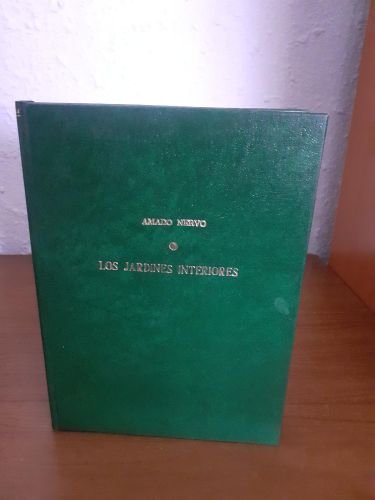 AMADO NERVO
LOS JARDINES INTERIORES